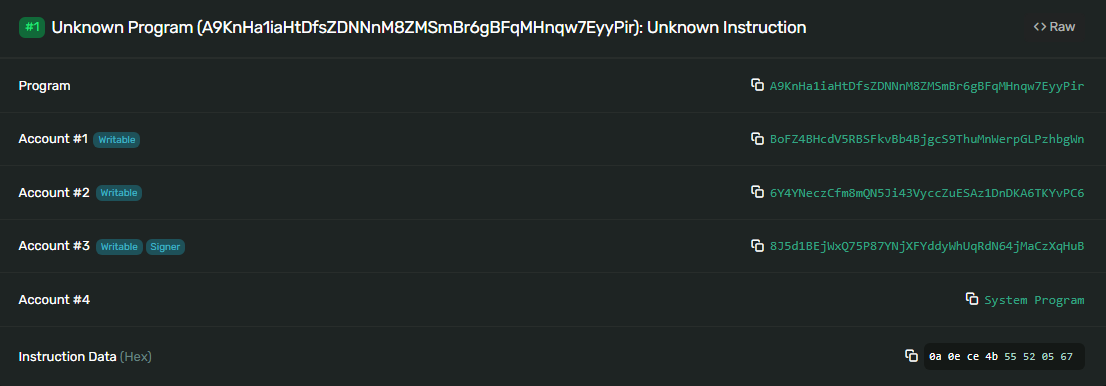 #1 Unknown Program (A9KnHa1iaHtDfsZDNNnM8ZMSmBr6gBFqMHnqw7EyyPir): Unknown Instruction <> Raw
Program A9KnHa1iaHtDfsZDNNnM8ZMSmBr6gBFqMHnqw7EyyPir
Account #1 Writable BoFZ4BHcdV5RBSFkvBb4BjgcS9ThuMnWerpGLPzhbgWn
Account #2 Writable 6Y4YNeczCfm8mQN5Ji43VyccZuESAz1DnDKA6TKYvPC6
Account #3 Writable Signer 8J5d1BEjWxQ75P87YNjXFYddyWhUqRdN64jMaCzXqHuB
Account #4 System Program
Instruction Data (Hex) 0a 0e ce 4b 55 52 05 67